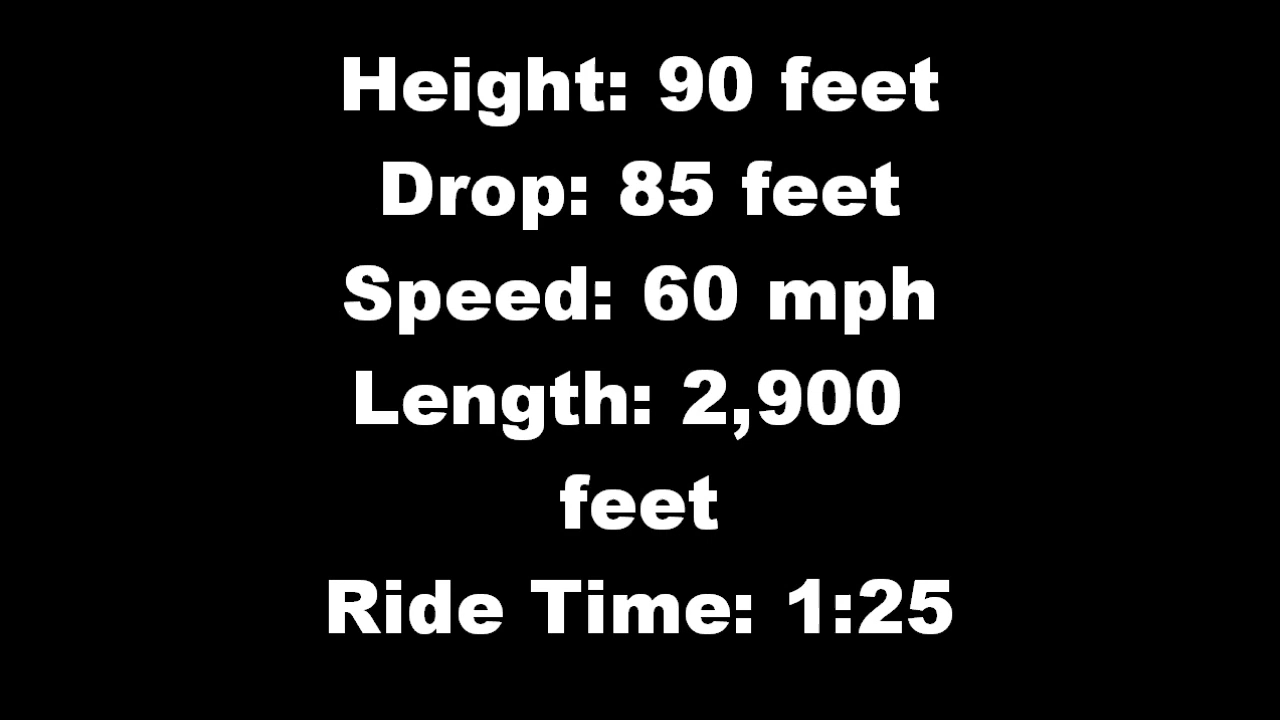 Height: 90 feet
Drop: 85 feet
Speed: 60 mph
Length: 2,900
feet
Ride Time: 1:25